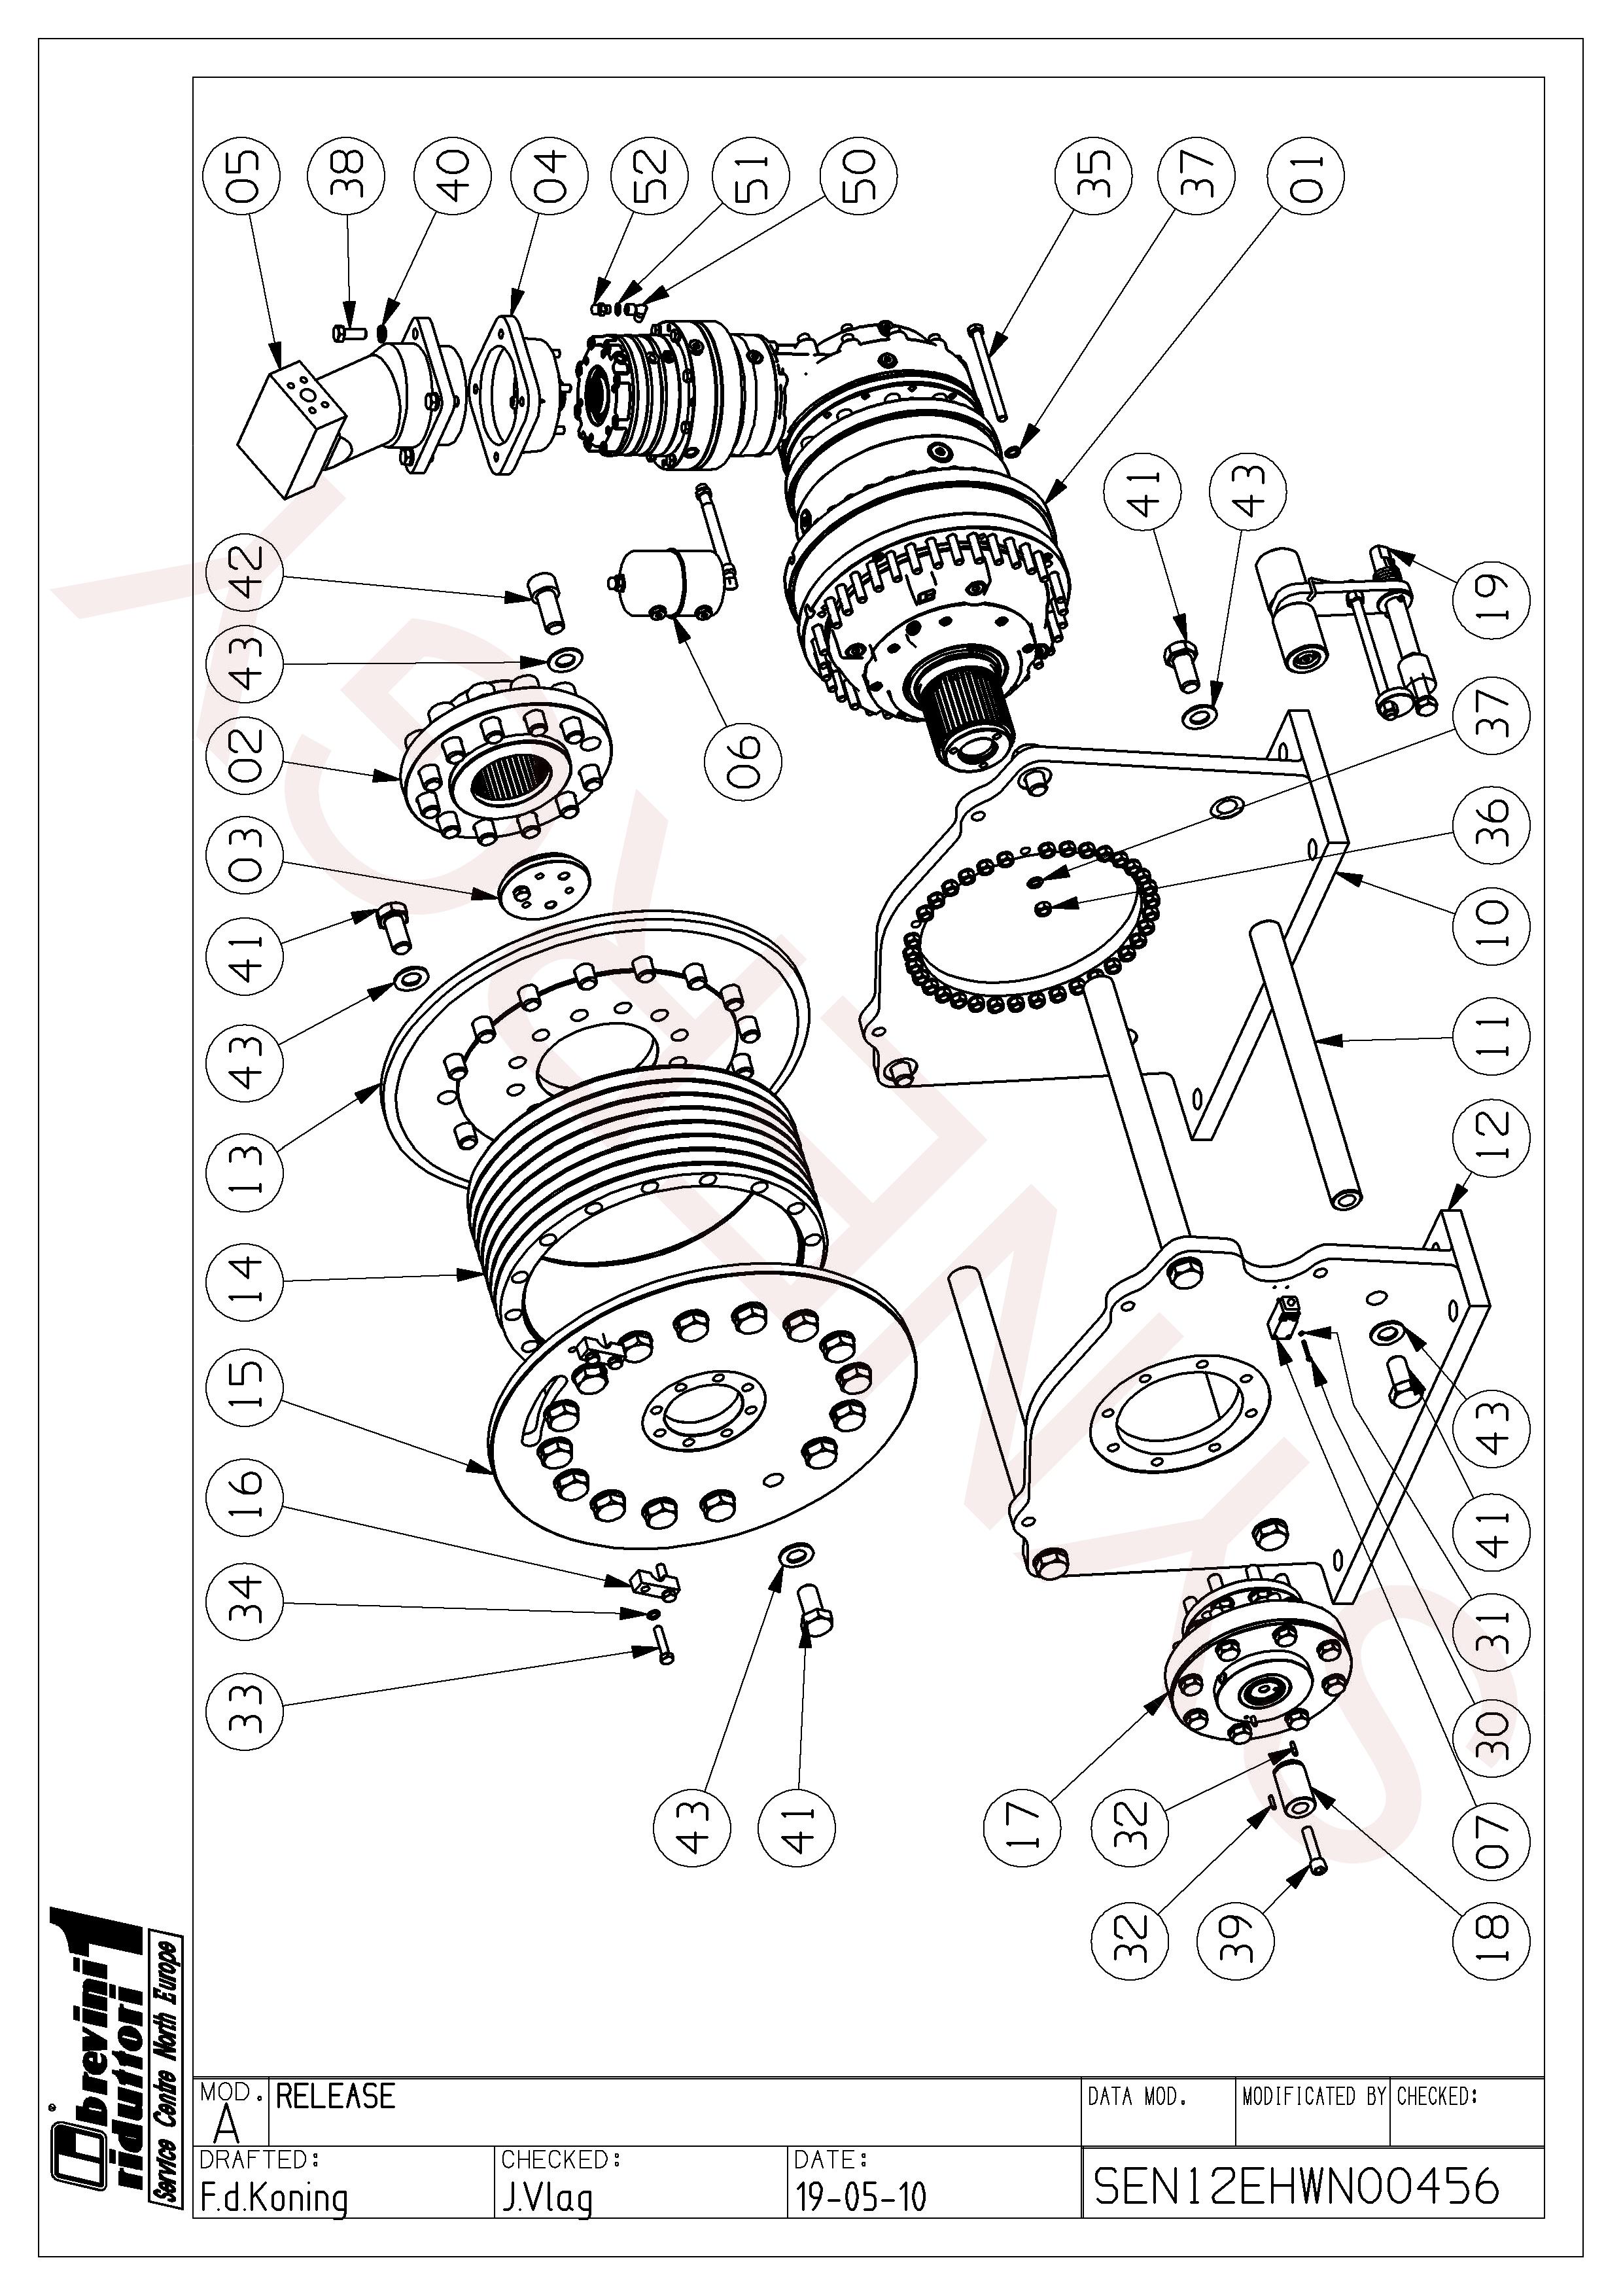 05
38
40
04
52
51
50
35
37
01
42
43
02
03
41
43
13
14
15
16
34
33
06
41
43
19
37
36
10
11
12
43
41
31
30
07
18
43
41
17
32
32
39
SYNERGY
brevini
riduttori
1
®
Service Centre North Europe
MOD.
A
RELEASE
DATA MOD.
MODIFICATED BY
CHECKED:
DRAFTED:
F.d.Koning
CHECKED:
J.Vlag
DATE:
19-05-10
SEN12EHWN00456